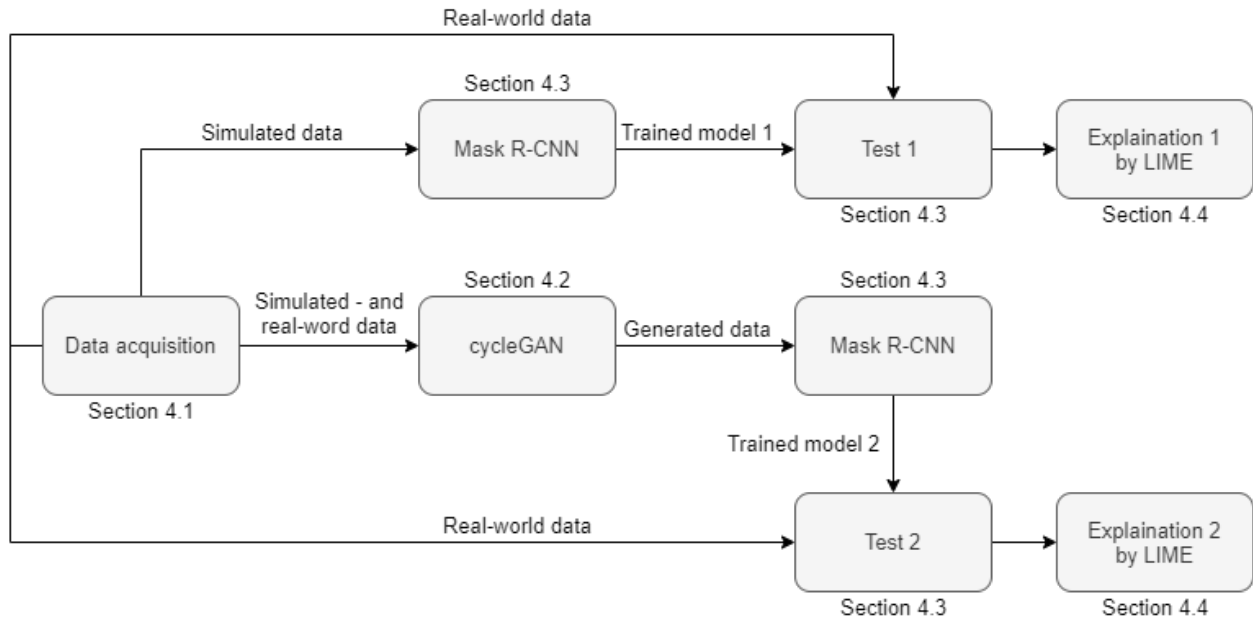 Real-world data
Section 4.3
Simulated data
Mask R-CNN
Trained model 1
Test 1
Explaination 1
by LIME
Section 4.3
Section 4.4
Section 4.2
Section 4.3
Simulated - and
real-word data
Data acquisition
cycleGAN
Generated data
Mask R-CNN
Section 4.1
Trained model 2
Real-world data
Test 2
Explaination 2
by LIME
Section 4.3
Section 4.4